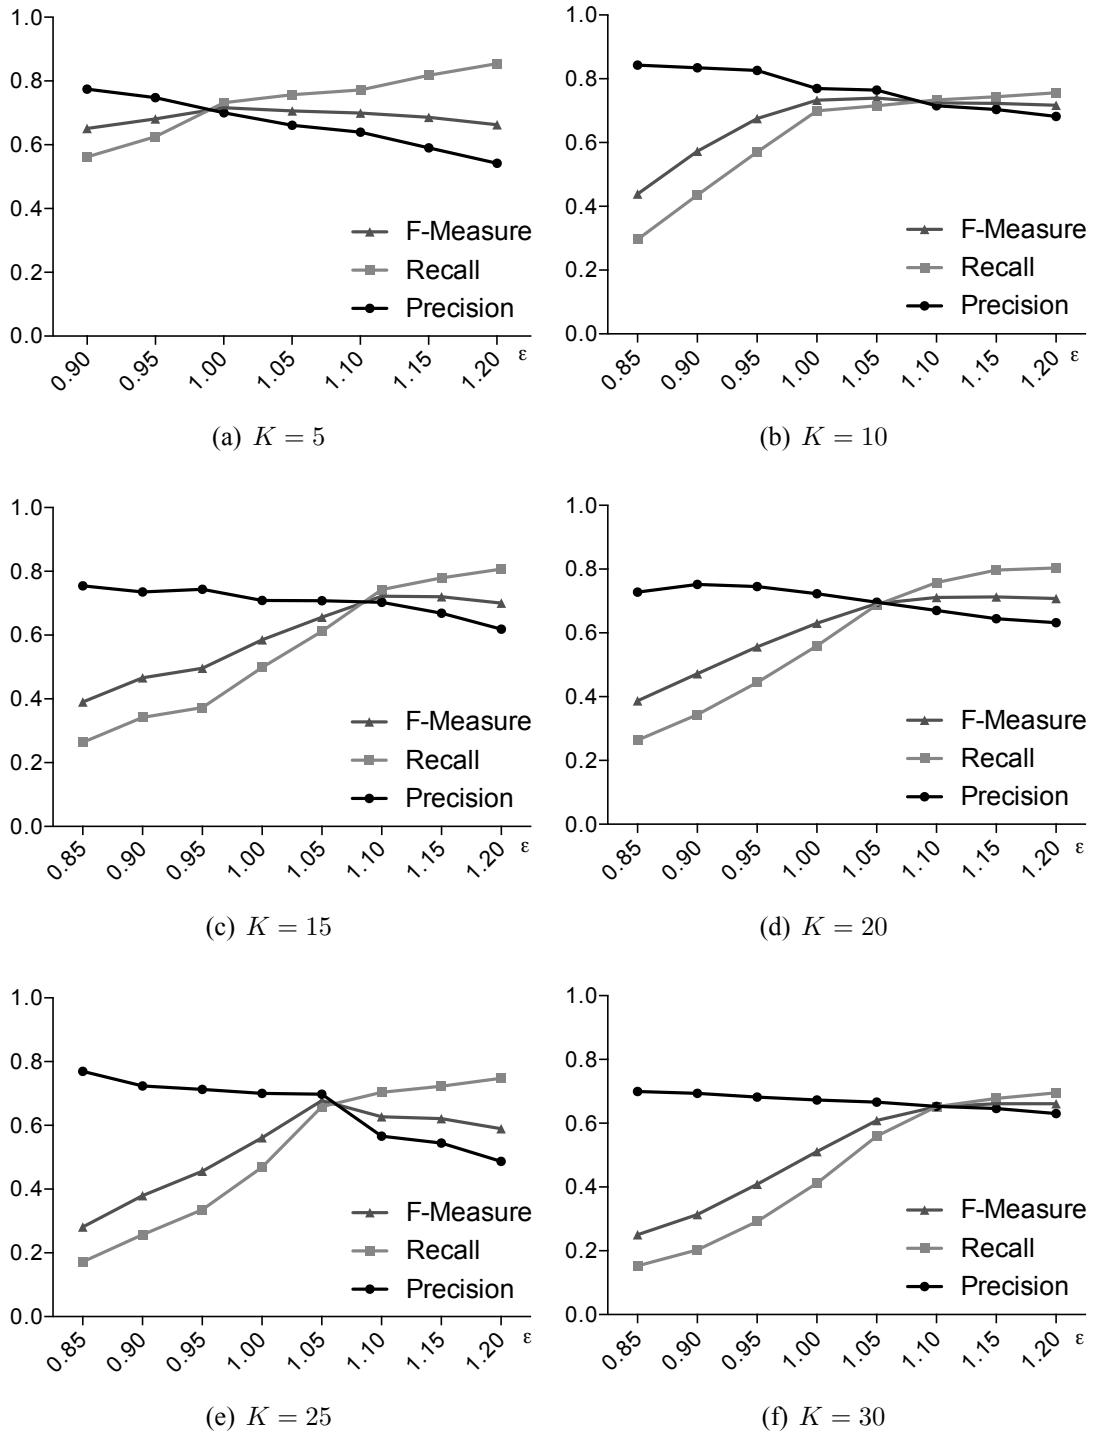 1.0
0.8
0.6
0.4
0.2
0.0
F-Measure
Recall
Precision
0.90 0.95 1.00 1.05 1.10 1.15 1.20 ε
(a) K = 5
1.0
0.8
0.6
0.4
0.2
0.0
F-Measure
Recall
Precision
0.85 0.90 0.95 1.00 1.05 1.10 1.15 1.20 ε
(b) K = 10
1.0
0.8
0.6
0.4
0.2
0.0
F-Measure
Recall
Precision
0.85 0.90 0.95 1.00 1.05 1.10 1.15 1.20 ε
(c) K = 15
1.0
0.8
0.6
0.4
0.2
0.0
F-Measure
Recall
Precision
0.85 0.90 0.95 1.00 1.05 1.10 1.15 1.20 ε
(d) K = 20
1.0
0.8
0.6
0.4
0.2
0.0
F-Measure
Recall
Precision
0.85 0.90 0.95 1.00 1.05 1.10 1.15 1.20 ε
(e) K = 25
1.0
0.8
0.6
0.4
0.2
0.0
F-Measure
Recall
Precision
0.85 0.90 0.95 1.00 1.05 1.10 1.15 1.20 ε
(f) K = 30